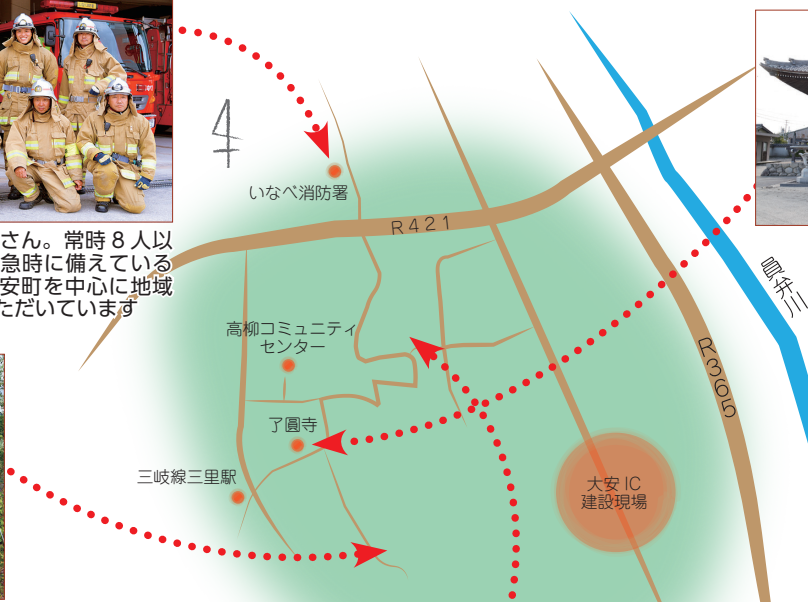 さん。常時８人以
急時に備えている
安町を中心に地域
ただいています
いなべ消防署
R421
員弁川
高柳コミュニティ
センター
R365
了圓寺
三岐線三里駅
大安 IC
建設現場